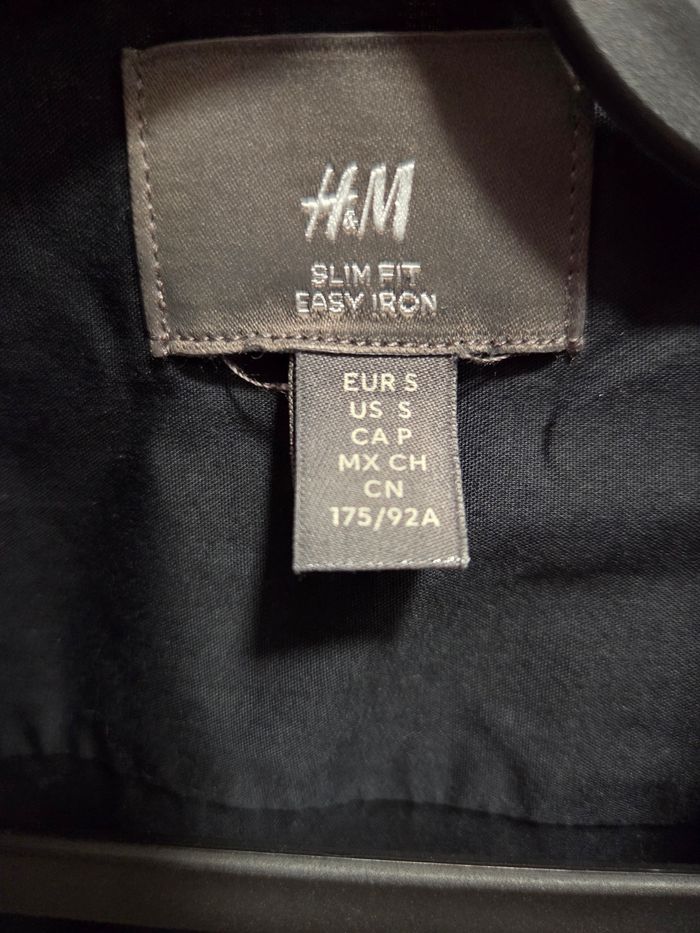 H&M
SLIM FIT
EASY IRON
EUR S
US S
CA P
MX CH
CN
175/92A